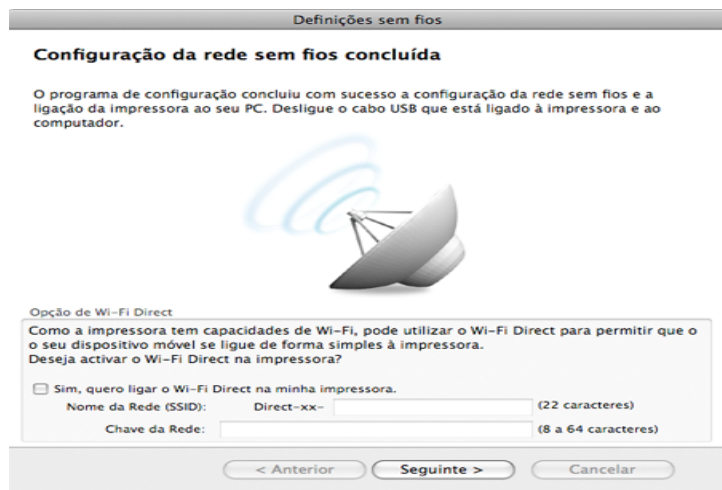 Definições sem fios
Configuração da rede sem fios concluída
O programa de configuração concluiu com sucesso a configuração da rede sem fios e a
ligação da impressora ao seu PC. Desligue o cabo USB que está ligado à impressora e ao
computador.
Opção de Wi-Fi Direct
Como a impressora tem capacidades de Wi-Fi, pode utilizar o Wi-Fi Direct para permitir que o
o seu dispositivo móvel se ligue de forma simples à impressora.
Deseja activar o Wi-Fi Direct na impressora?
Sim, quero ligar o Wi-Fi Direct na minha impressora.
Nome da Rede (SSID): Direct-xx- (22 caracteres)
Chave da Rede: (8 a 64 caracteres)
< Anterior Seguinte > Cancelar